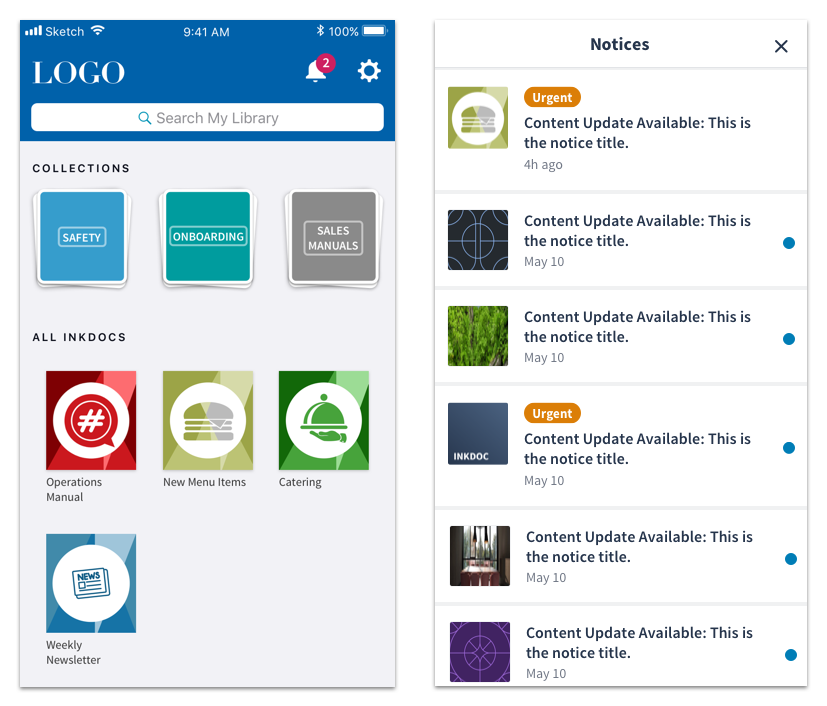 Sketch 9:41 AM 100%
LOGO
2
Search My Library
COLLECTIONS
SAFETY
ONBOARDING
SALES
MANUALS
ALL INKDOCS
#
Operations
Manual
New Menu Items
Catering
NEWS
Weekly
Newsletter
Notices
Urgent
Content Update Available: This is
the notice title.
4h ago
Content Update Available: This is
the notice title.
May 10
Content Update Available: This is
the notice title.
May 10
INKDOC
Urgent
Content Update Available: This is
the notice title.
May 10
Content Update Available: This is
the notice title.
May 10
Content Update Available: This is
the notice title.
May 10